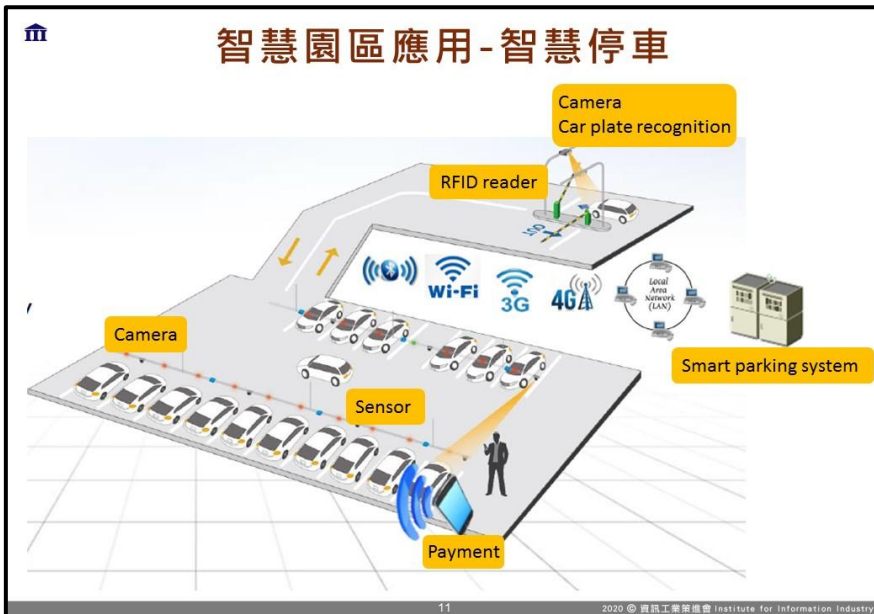 智慧園區應用-智慧停車
Camera
Car plate recognition
RFID reader
OUT
Wi-Fi
3G
4G
Local
Area
Network
(LAN)
Camera
Smart parking system
Sensor
Payment
11
2020 © 資訊工業策進會 Institute for Information Industry